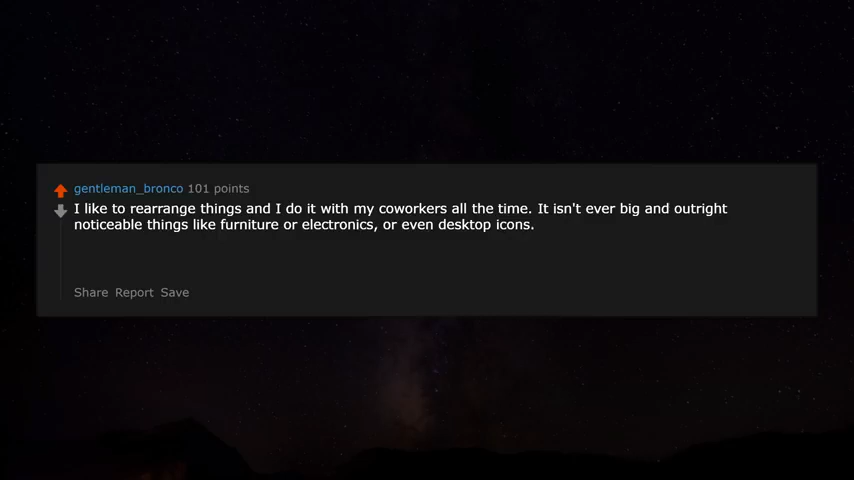 gentleman_bronco 101 points
I like to rearrange things and I do it with my coworkers all the time. It isn't ever big and outright
noticeable things like furniture or electronics, or even desktop icons.
Share Report Save